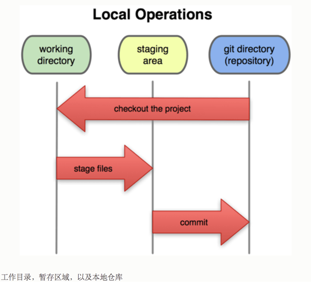 Local Operations
working
directory
staging
area
git directory
(repository)
checkout the project
stage files
commit
工作目录，暂存区域，以及本地仓库